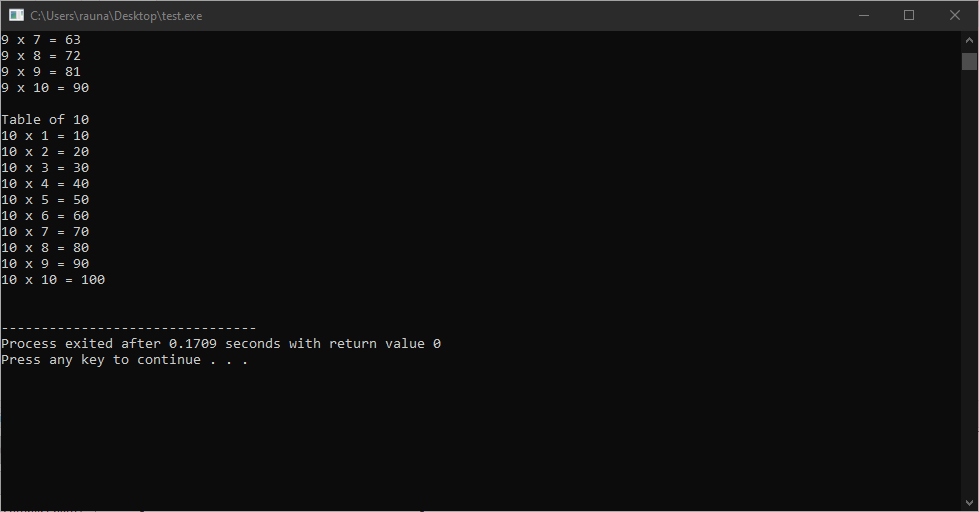 C:\Users\rauna\Desktop\test.exe
9 x 7 = 63
9 x 8 = 72
9 x 9 = 81
9 x 10 = 90
Table of 10
10 x 1 = 10
10 x 2 = 20
10 x 3 = 30
10 x 4 = 40
10 x 5 = 50
10 x 6 = 60
10 x 7 = 70
10 x 8 = 80
10 x 9 = 90
10 x 10 = 100
--------------------------------
Process exited after 0.1709 seconds with return value 0
Press any key to continue . . .